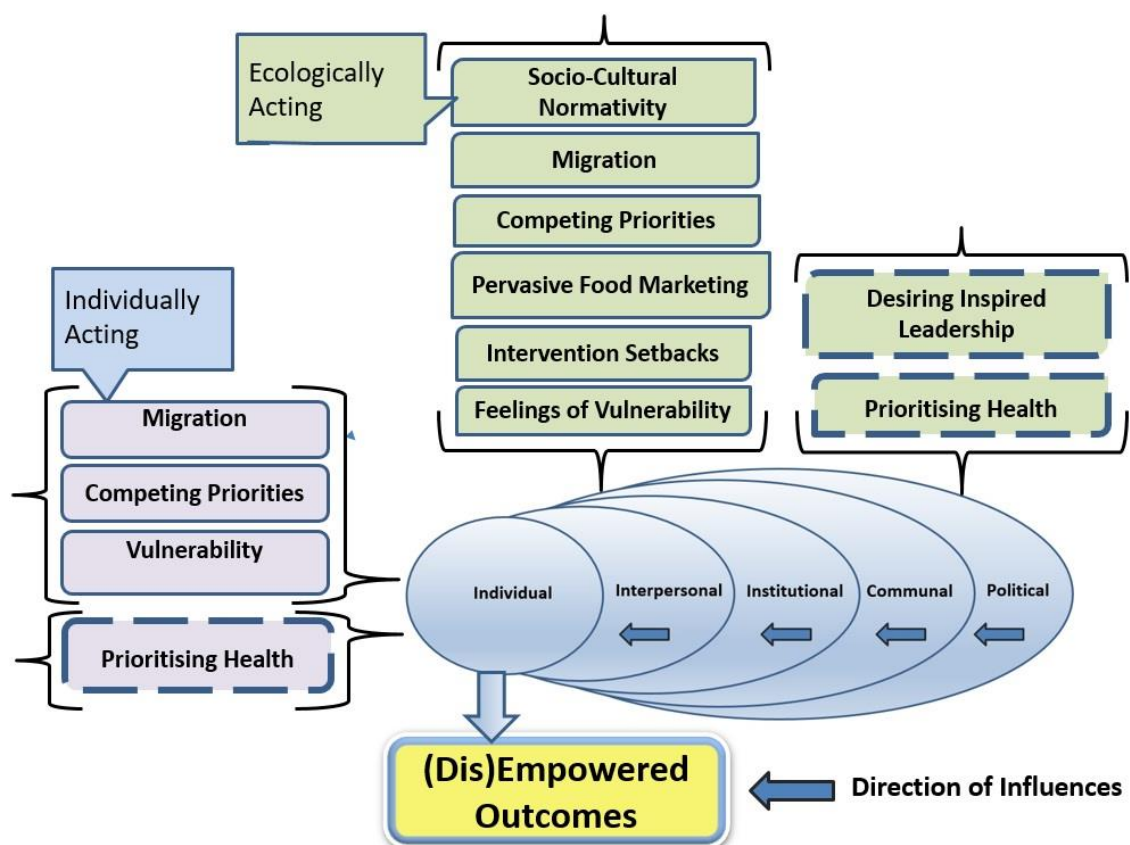 Ecologically
Acting
Socio-Cultural
Normativity
Migration
Competing Priorities
Pervasive Food Marketing
Intervention Setbacks
Feelings of Vulnerability
Desiring Inspired
Leadership
Prioritising Health
Individually
Acting
Migration
Competing Priorities
Vulnerability
Prioritising Health
Individual
Interpersonal
Institutional
Communal
Political
(Dis)Empowered
Outcomes
Direction of Influences